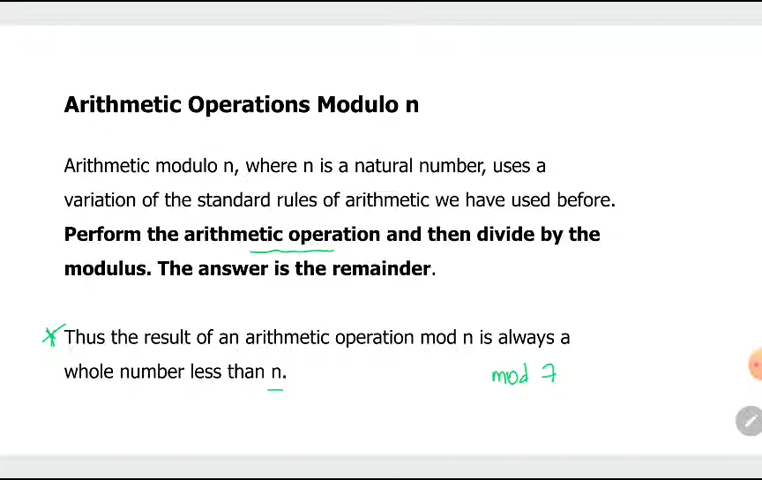 Arithmetic Operations Modulo n
Arithmetic modulo n, where n is a natural number, uses a
variation of the standard rules of arithmetic we have used before.
Perform the arithmetic operation and then divide by the
modulus. The answer is the remainder.
Thus the result of an arithmetic operation mod n is always a
whole number less than n.
mod 7